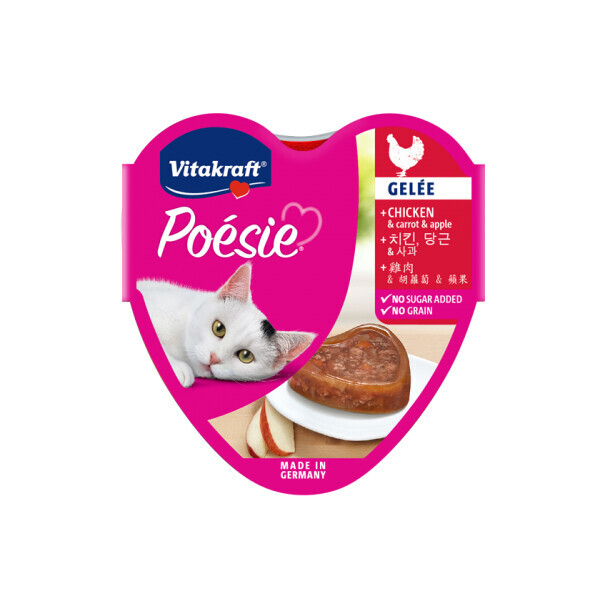 Vitakraft®
Poésie®
GELÉE
+CHICKEN
& carrot & apple
+치킨, 당근
& 사과
+雞肉
& 胡蘿蔔 & 蘋果
✓NO SUGAR ADDED
✓NO GRAIN
MADE IN
GERMANY